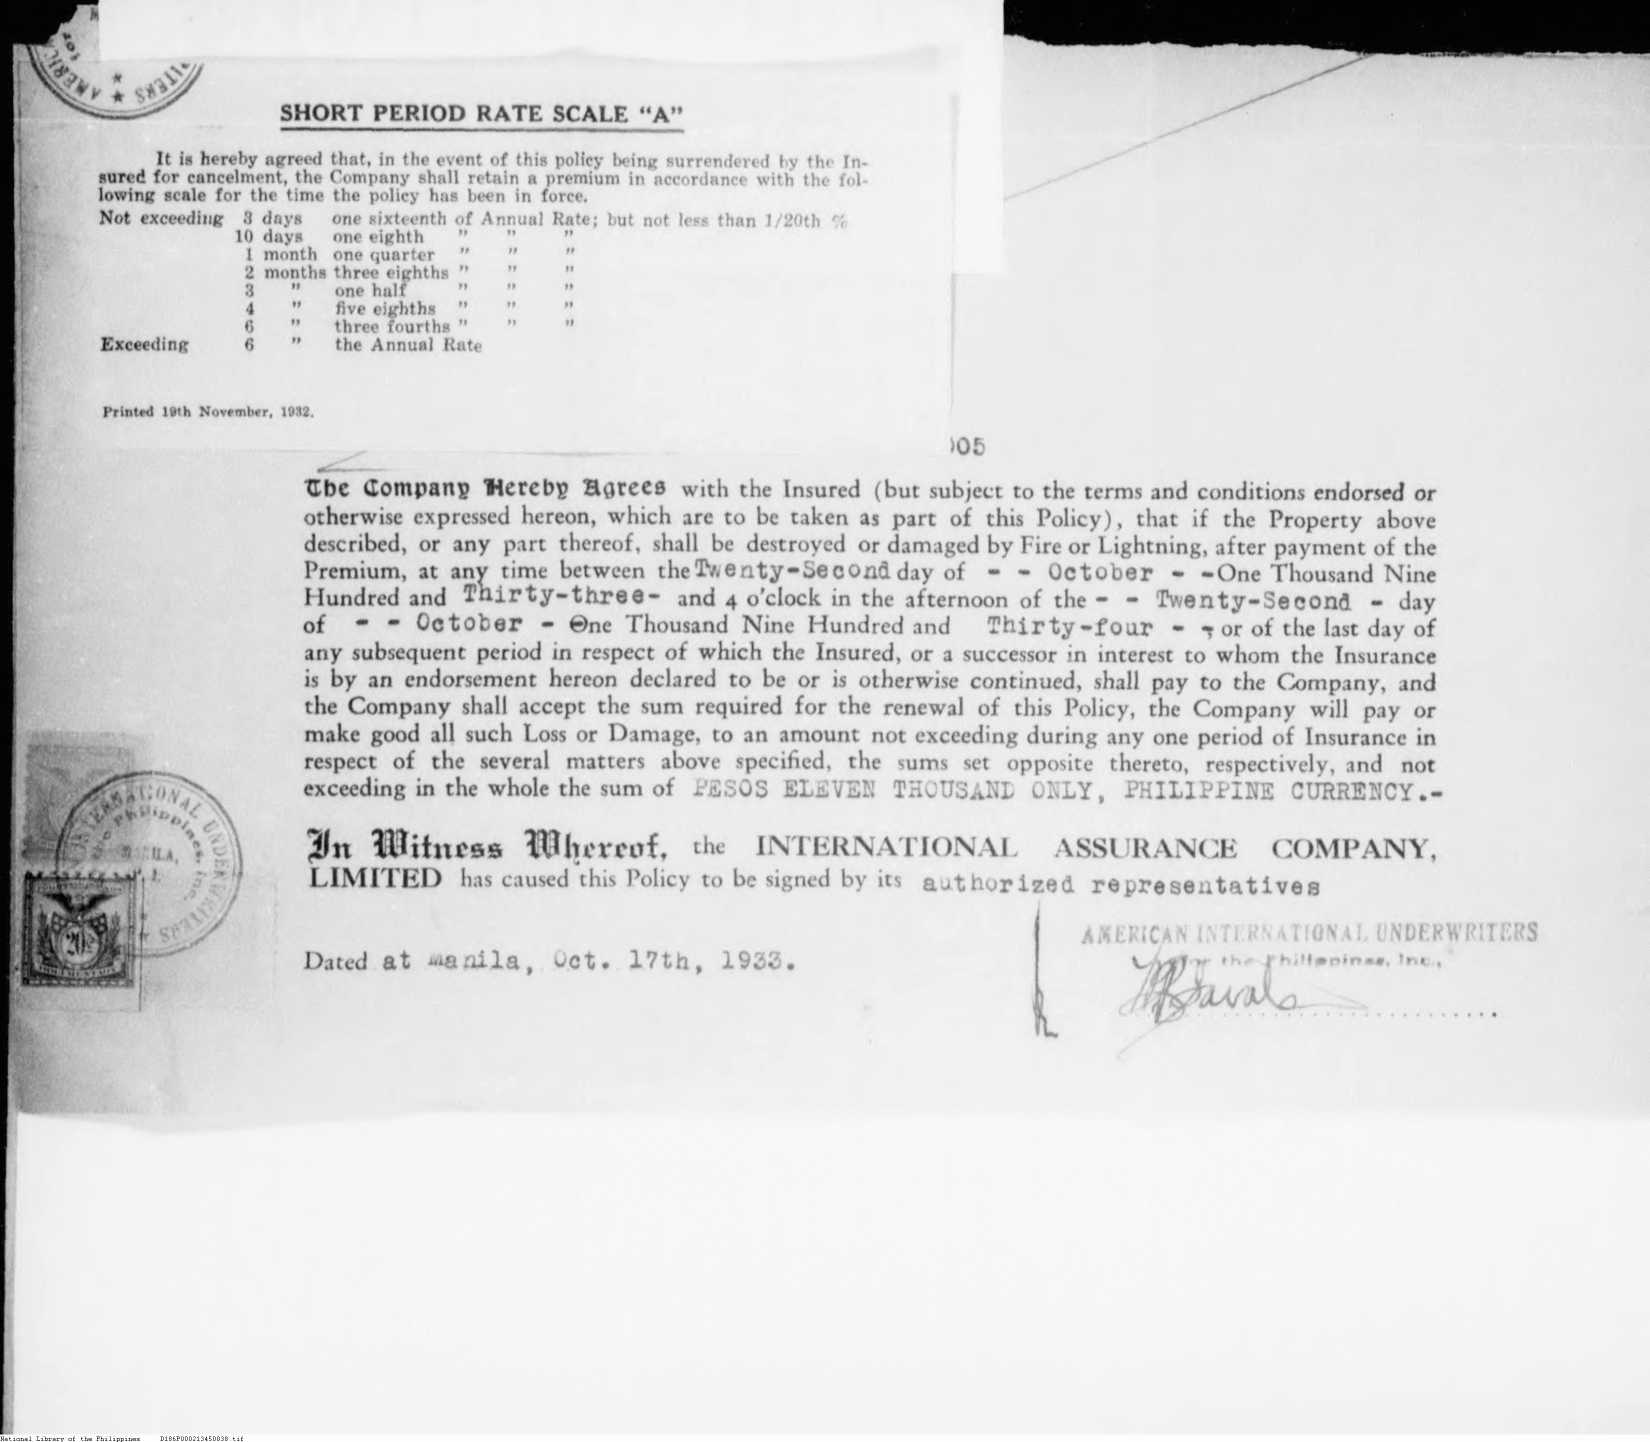 SHORT PERIOD RATE SCALE “A”
It is hereby agreed that, in the event of this policy being surrendered by the In-
sured for cancelment, the Company shall retain a premium in accordance with the fol-
lowing scale for the time the policy has been in force.
Not exceeding 3 days one sixteenth of Annual Rate; but not less than 1/20th %
10 days one eighth " " "
1 month one quarter " " "
2 months three eighths " " "
3 " one half " " "
4 " five eighths " " "
6 " three fourths " " "
Exceeding 6 " the Annual Rate
Printed 19th November, 1932.
05
The Company Hereby Agrees with the Insured (but subject to the terms and conditions endorsed or
otherwise expressed hereon, which are to be taken as part of this Policy), that if the Property above
described, or any part thereof, shall be destroyed or damaged by Fire or Lightning, after payment of the
Premium, at any time between the Twenty-Second day of - - October - -One Thousand Nine
Hundred and Thirty-three- and 4 o'clock in the afternoon of the - - Twenty-Second - day
of - - October - One Thousand Nine Hundred and Thirty-four - - or of the last day of
any subsequent period in respect of which the Insured, or a successor in interest to whom the Insurance
is by an endorsement hereon declared to be or is otherwise continued, shall pay to the Company, and
the Company shall accept the sum required for the renewal of this Policy, the Company will pay or
make good all such Loss or Damage, to an amount not exceeding during any one period of Insurance in
respect of the several matters above specified, the sums set opposite thereto, respectively, and not
exceeding in the whole the sum of PESOS ELEVEN THOUSAND ONLY, PHILIPPINE CURRENCY.-
In Witness Whereof, the INTERNATIONAL ASSURANCE COMPANY,
LIMITED has caused this Policy to be signed by its authorized representatives
AMERICAN INTERNATIONAL UNDERWRITERS
for the Philippines, Inc.,
Dated at Manila, Oct. 17th, 1933.
INTERNATIONAL UNDERWRITERS
the Philippines, Inc.
MANILA,
20c
DOCUMENTARY
National Library of the Philippines D186P000213450838.tif